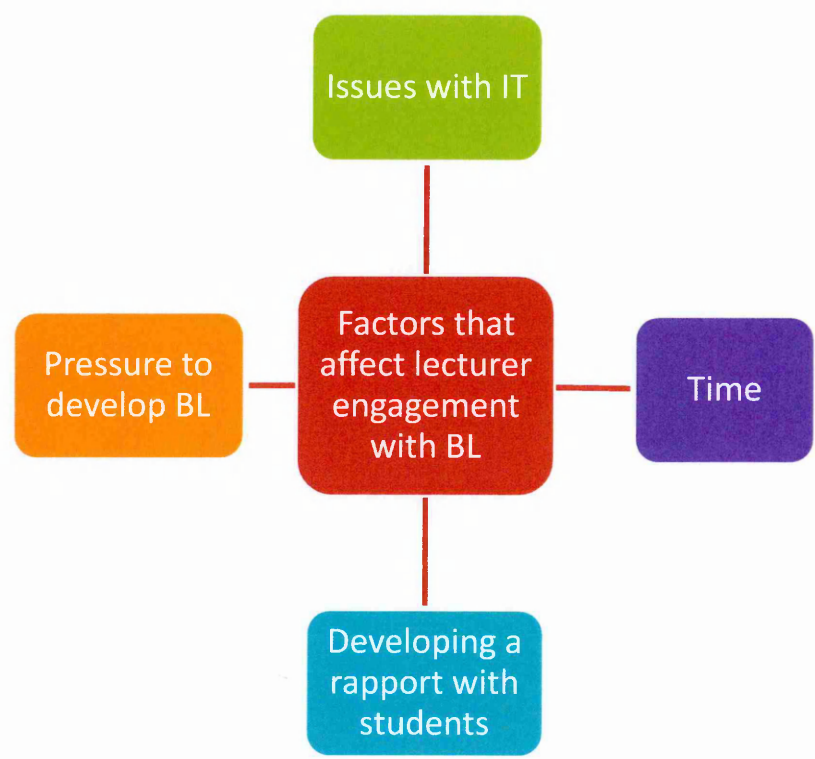 Issues with IT
Pressure to
develop BL
Factors that
affect lecturer
engagement
with BL
Time
Developing a
rapport with
students